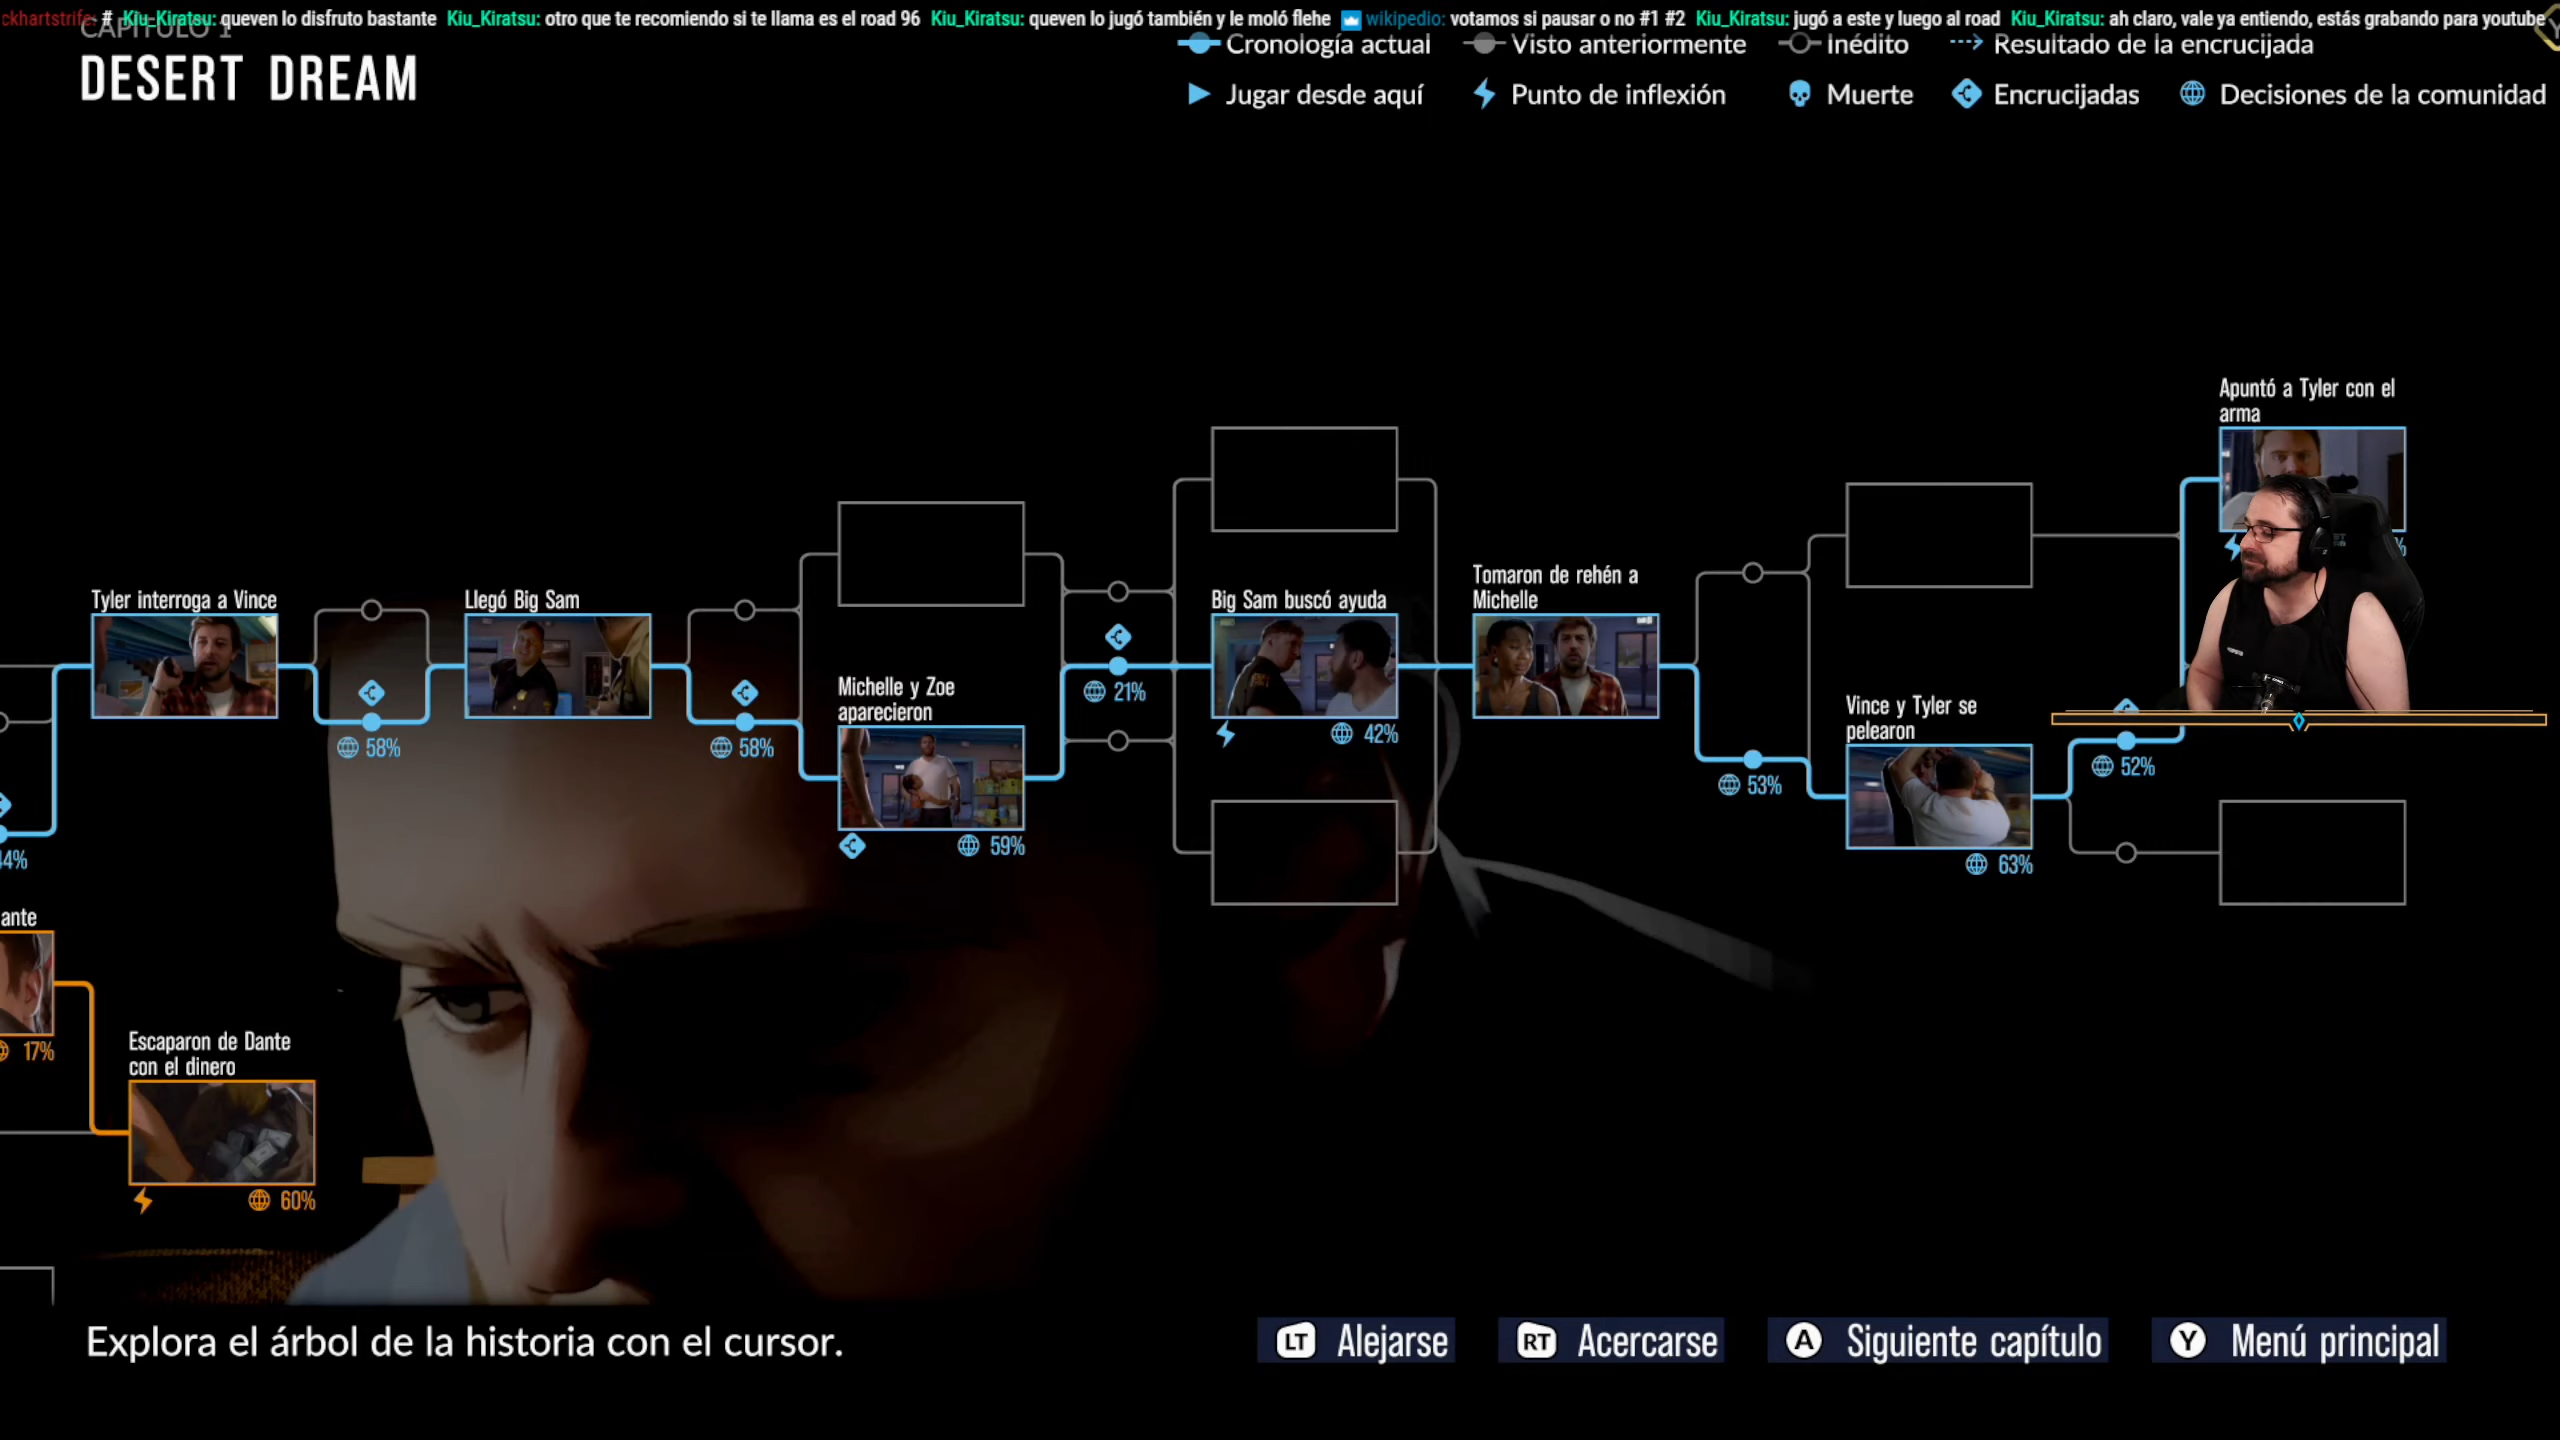 ckhartstrife: # Kiu_Kiratsu: queven lo disfruto bastante Kiu_Kiratsu: otro que te recomiendo si te llama es el road 96 Kiu_Kiratsu: queven lo jugó también y le moló flehe wikipedio: votamos si pausar o no #1 #2 Kiu_Kiratsu: jugó a este y luego al road Kiu_Kiratsu: ah claro, vale ya entiendo, estás grabando para youtube
CAPÍTULO 1
DESERT DREAM
Cronología actual Visto anteriormente Inédito Resultado de la encrucijada
Jugar desde aquí Punto de inflexión Muerte Encrucijadas Decisiones de la comunidad
Apuntó a Tyler con el
arma
%
Tyler interroga a Vince
58%
Llegó Big Sam
58%
Michelle y Zoe
aparecieron
59%
21%
Big Sam buscó ayuda
42%
Tomaron de rehén a
Michelle
53%
Vince y Tyler se
pelearon
63%
52%
44%
ante
17%
Escaparon de Dante
con el dinero
60%
Explora el árbol de la historia con el cursor.
LT Alejarse RT Acercarse A Siguiente capítulo Y Menú principal